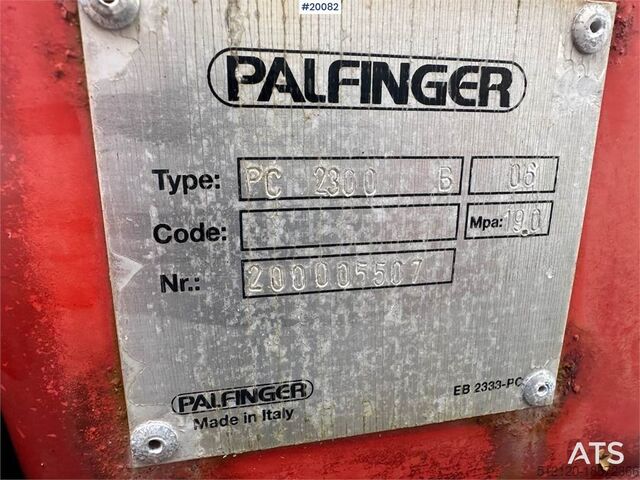 #20082
PALFINGER
Type: PC 2300 B 06
Code: Mpa: 19.0
Nr.: 200005507
PALFINGER
Made in Italy
EB 2333-PC
ATS